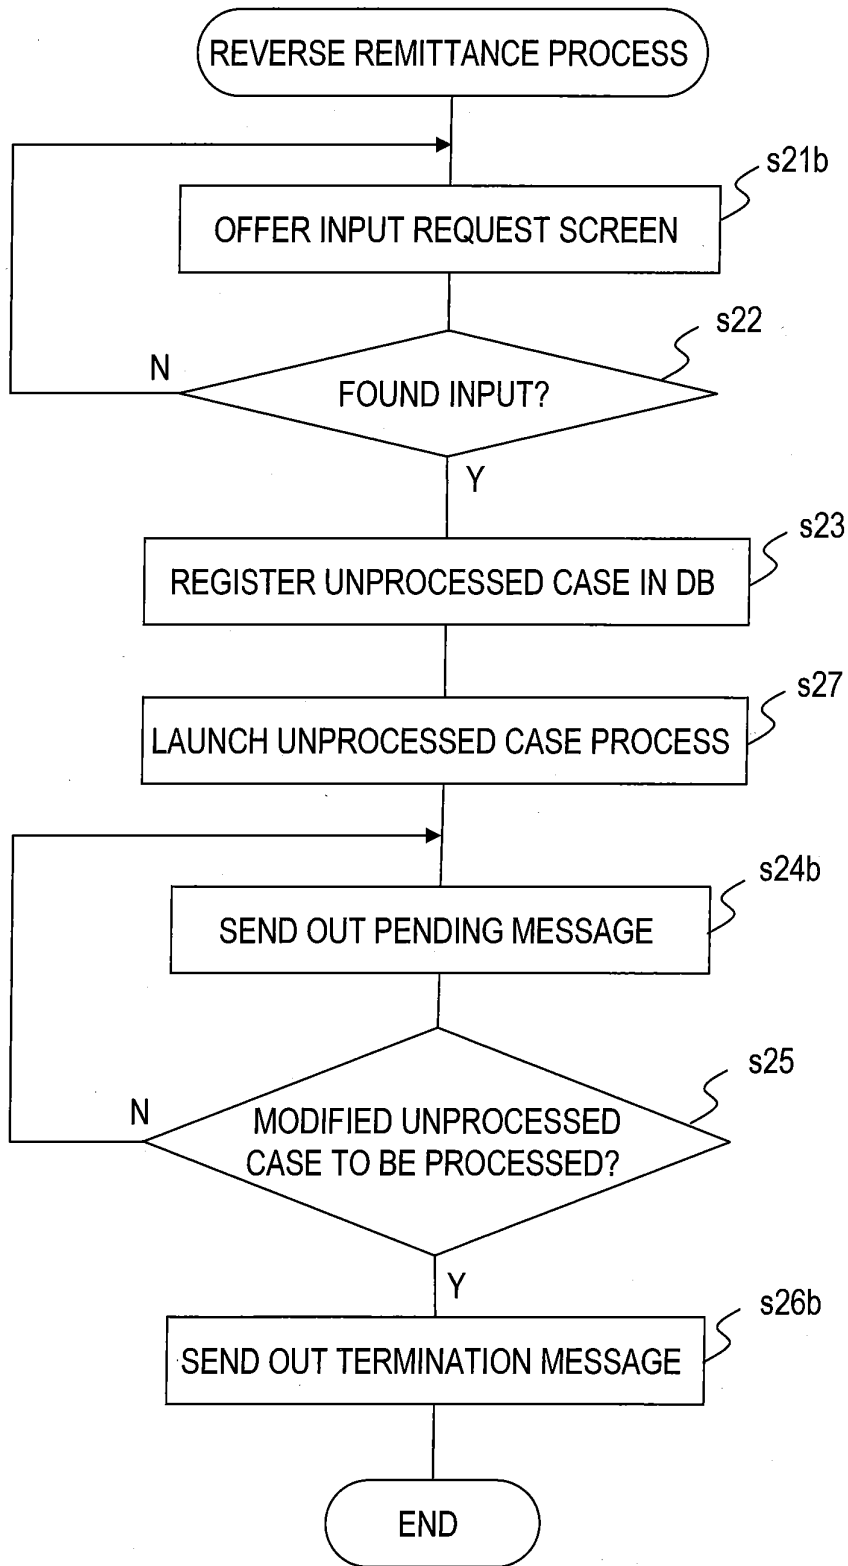 REVERSE REMITTANCE PROCESS
s21b
OFFER INPUT REQUEST SCREEN
s22
N
FOUND INPUT?
Y
s23
REGISTER UNPROCESSED CASE IN DB
s27
LAUNCH UNPROCESSED CASE PROCESS
s24b
SEND OUT PENDING MESSAGE
s25
N
MODIFIED UNPROCESSED
CASE TO BE PROCESSED?
Y
s26b
SEND OUT TERMINATION MESSAGE
END